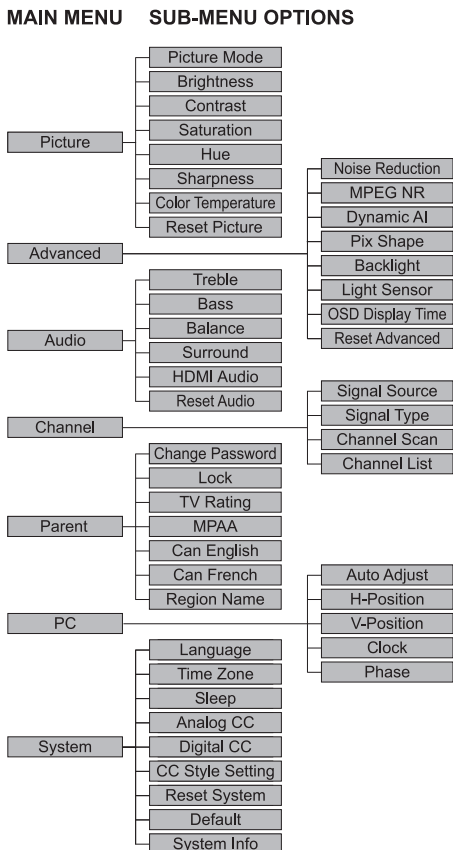 MAIN MENU SUB-MENU OPTIONS
Picture
Picture Mode
Brightness
Contrast
Saturation
Hue
Sharpness
Color Temperature
Reset Picture
Advanced
Noise Reduction
MPEG NR
Dynamic AI
Pix Shape
Backlight
Light Sensor
OSD Display Time
Reset Advanced
Audio
Treble
Bass
Balance
Surround
HDMI Audio
Reset Audio
Channel
Signal Source
Signal Type
Channel Scan
Channel List
Parent
Change Password
Lock
TV Rating
MPAA
Can English
Can French
Region Name
PC
Auto Adjust
H-Position
V-Position
Clock
Phase
System
Language
Time Zone
Sleep
Analog CC
Digital CC
CC Style Setting
Reset System
Default
System Info